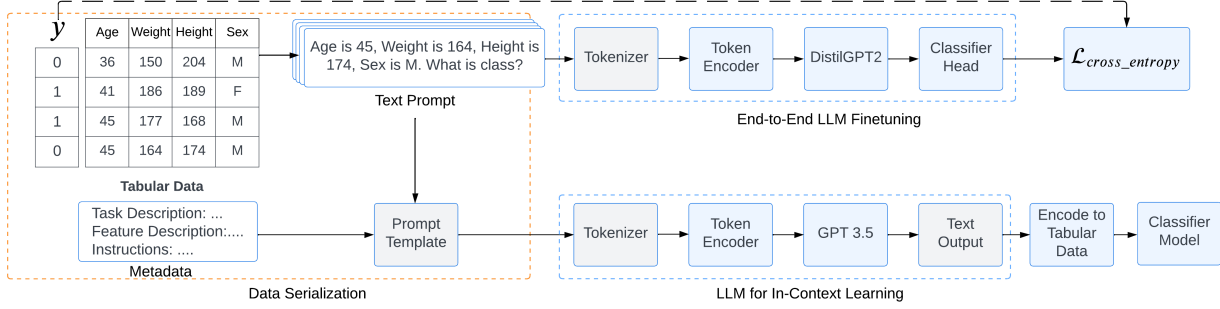 y
Age Weight Height Sex
0 36 150 204 M
1 41 186 189 F
1 45 177 168 M
0 45 164 174 M
Tabular Data
Age is 45, Weight is 164, Height is
174, Sex is M. What is class?
Text Prompt
Tokenizer
Token
Encoder
DistilGPT2
Classifier
Head
ℒcross_entropy
End-to-End LLM Finetuning
Task Description: ...
Feature Description:....
Instructions: ....
Metadata
Prompt
Template
Data Serialization
Tokenizer
Token
Encoder
GPT 3.5
Text
Output
LLM for In-Context Learning
Encode to
Tabular
Data
Classifier
Model